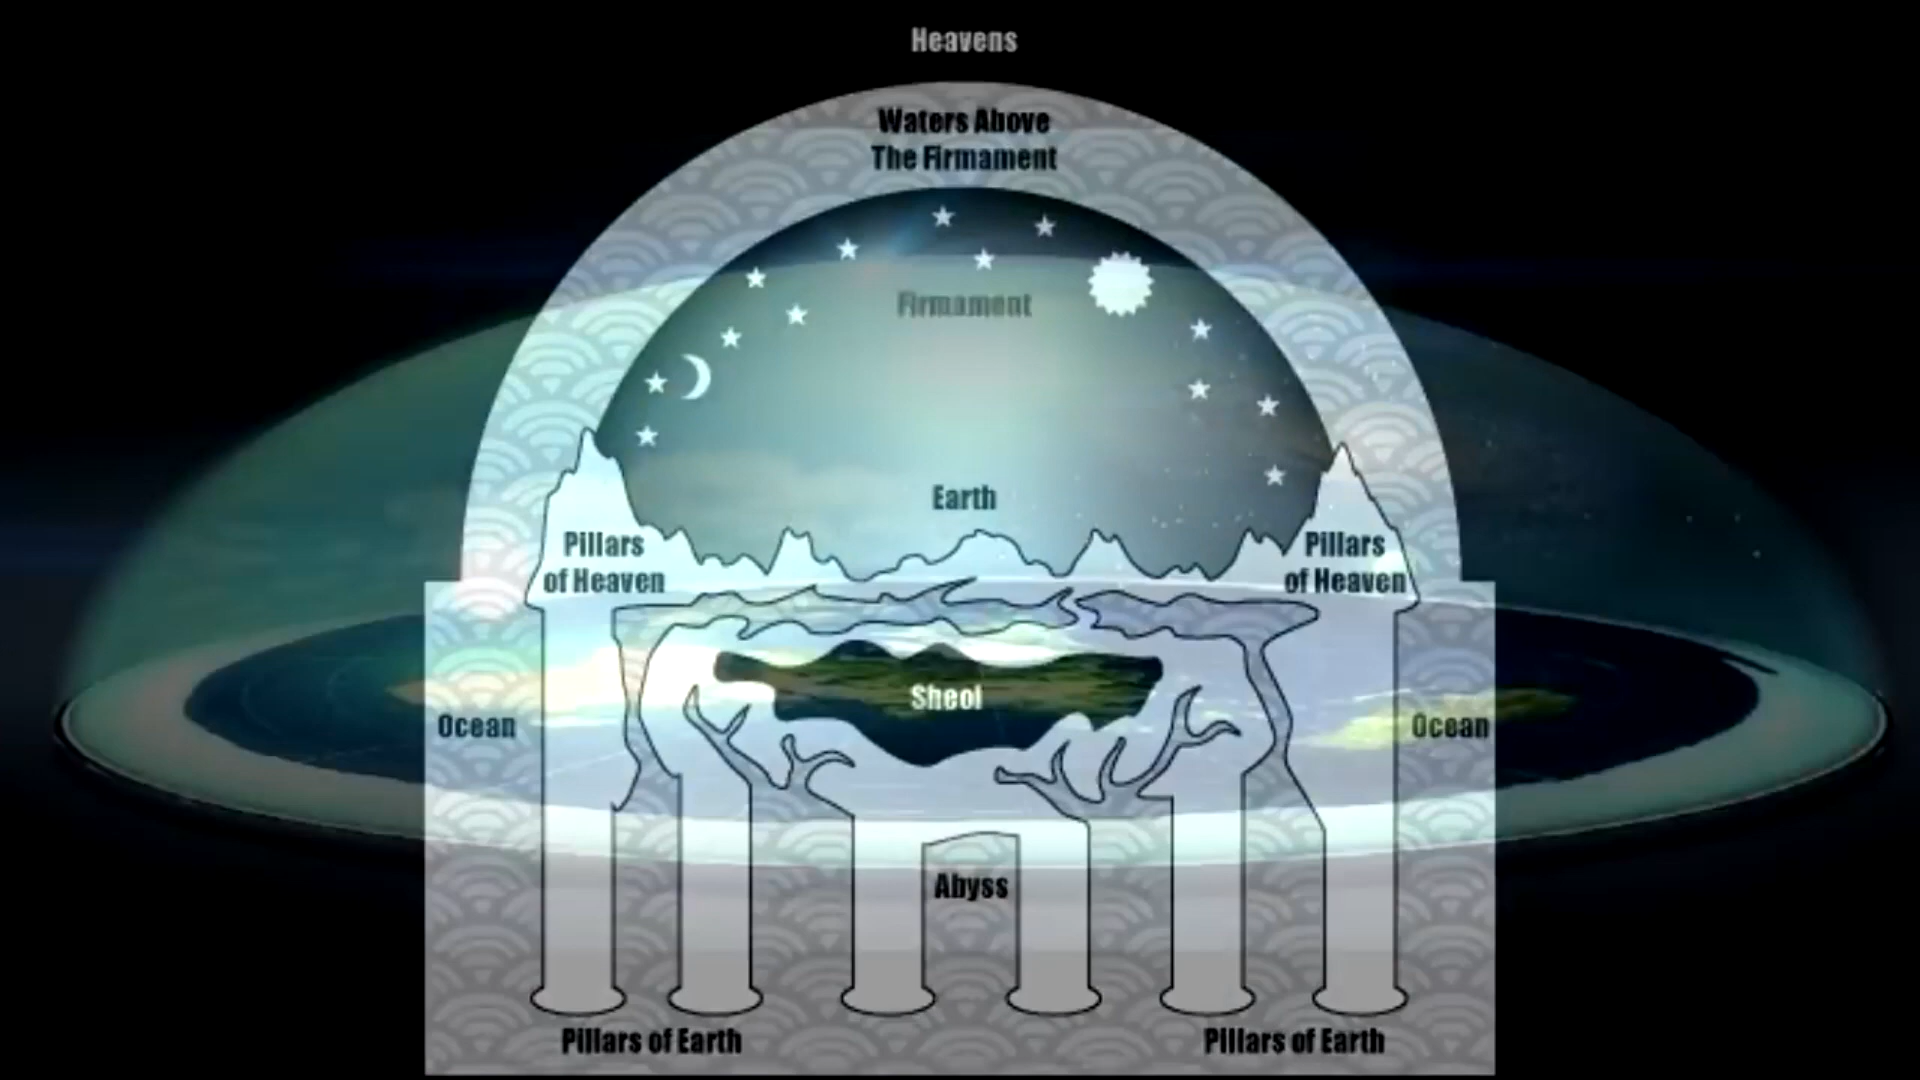 Heavens
Waters Above
The Firmament
Firmament
Earth
Pillars
of Heaven
Pillars
of Heaven
Sheol
Ocean
Ocean
Abyss
Pillars of Earth
Pillars of Earth